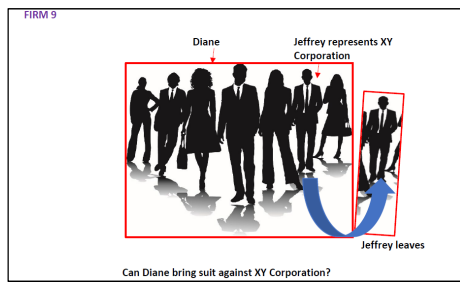 FIRM 9
Diane
Jeffrey represents XY
Corporation
Jeffrey leaves
Can Diane bring suit against XY Corporation?